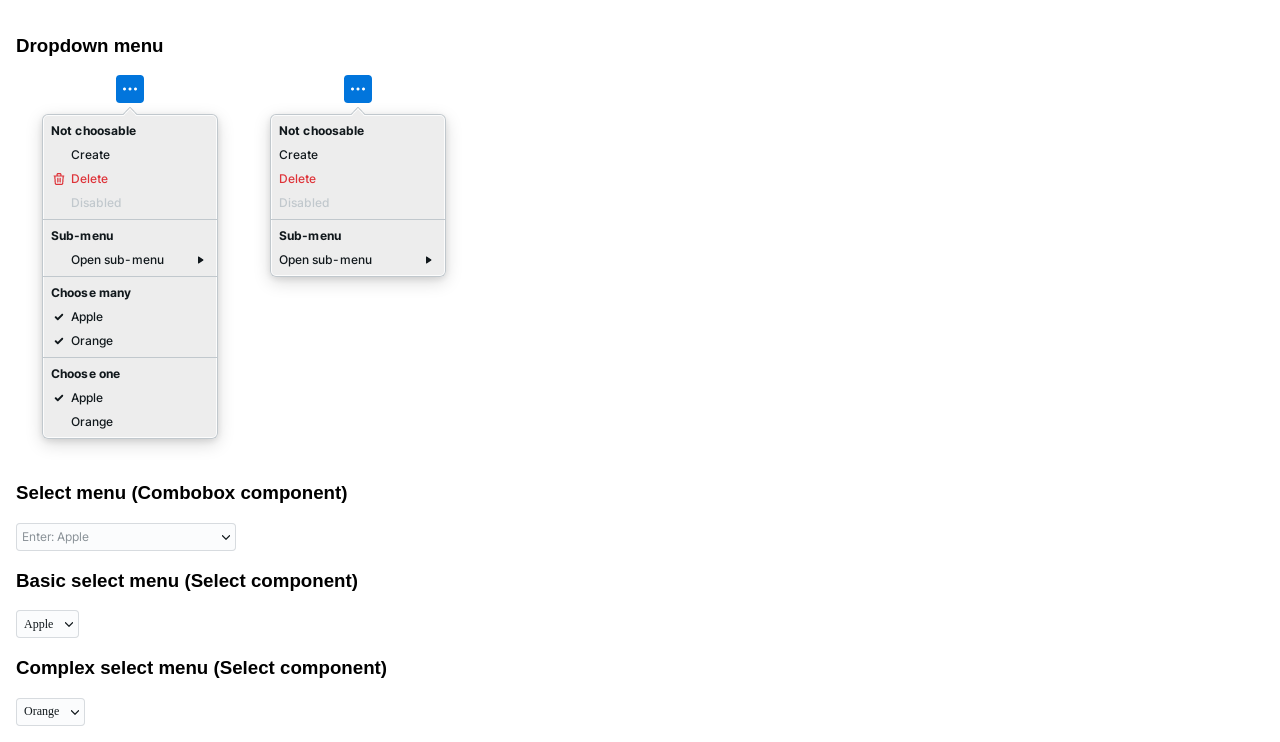 Dropdown menu
Not choosable
Create
Delete
Disabled
Sub-menu
Open sub-menu
Choose many
Apple
Orange
Choose one
Apple
Orange
Not choosable
Create
Delete
Disabled
Sub-menu
Open sub-menu
Select menu (Combobox component)
Enter: Apple
Basic select menu (Select component)
Apple
Complex select menu (Select component)
Orange